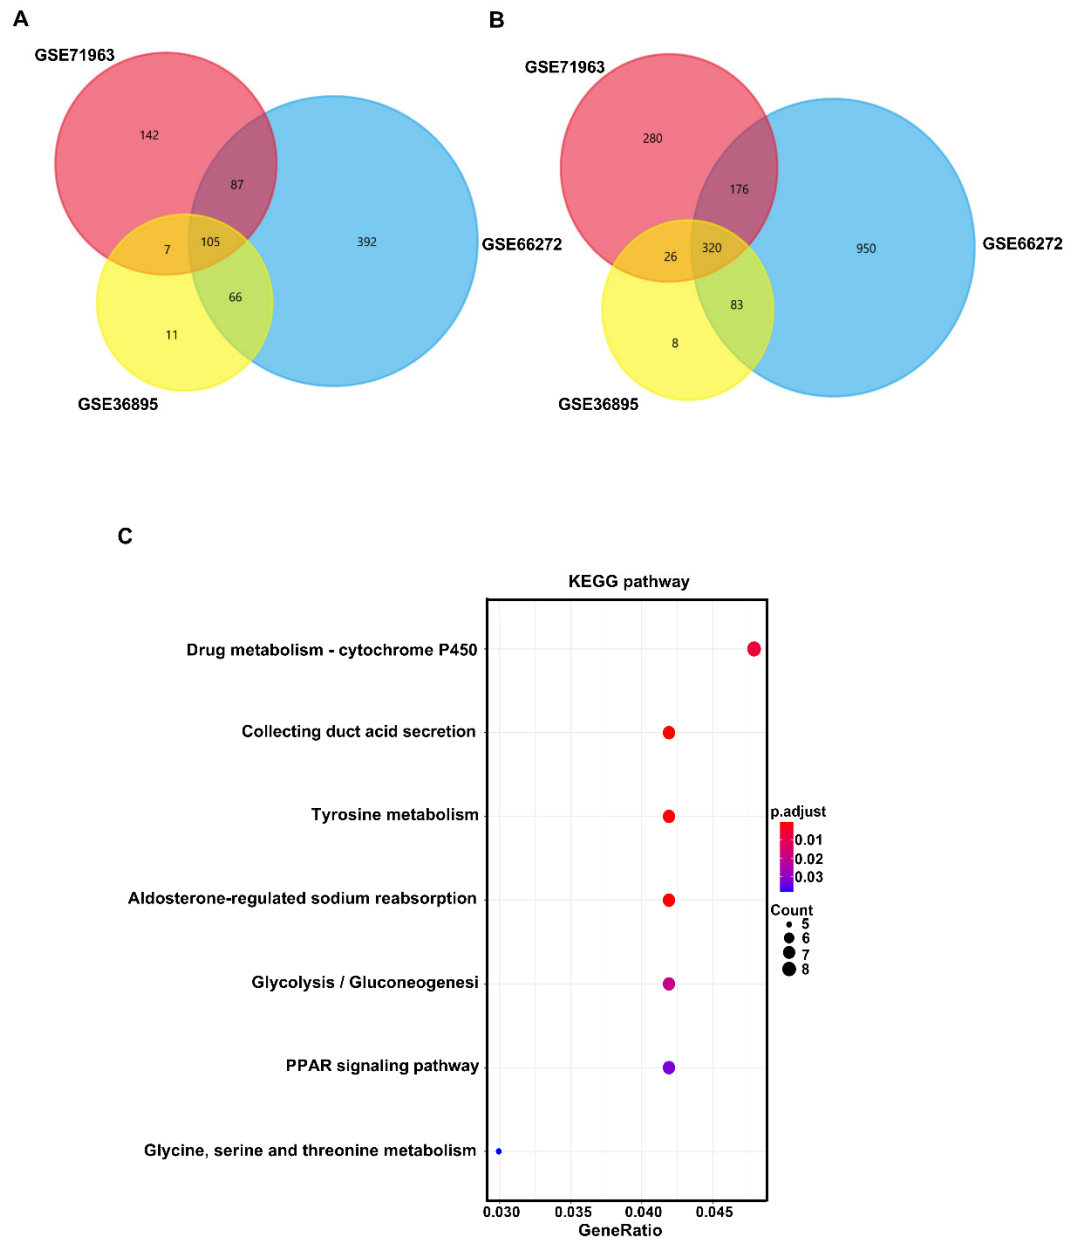 A
GSE71963
142
87
392
7
105
66
11
GSE66272
GSE36895
B
GSE71963
280
176
950
26
320
83
8
GSE66272
GSE36895
C
KEGG pathway
Drug metabolism - cytochrome P450
Collecting duct acid secretion
Tyrosine metabolism
Aldosterone-regulated sodium reabsorption
Glycolysis / Gluconeogenesi
PPAR signaling pathway
Glycine, serine and threonine metabolism
0.030 0.035 0.040 0.045
GeneRatio
p.adjust
0.01
0.02
0.03
Count
5
6
7
8